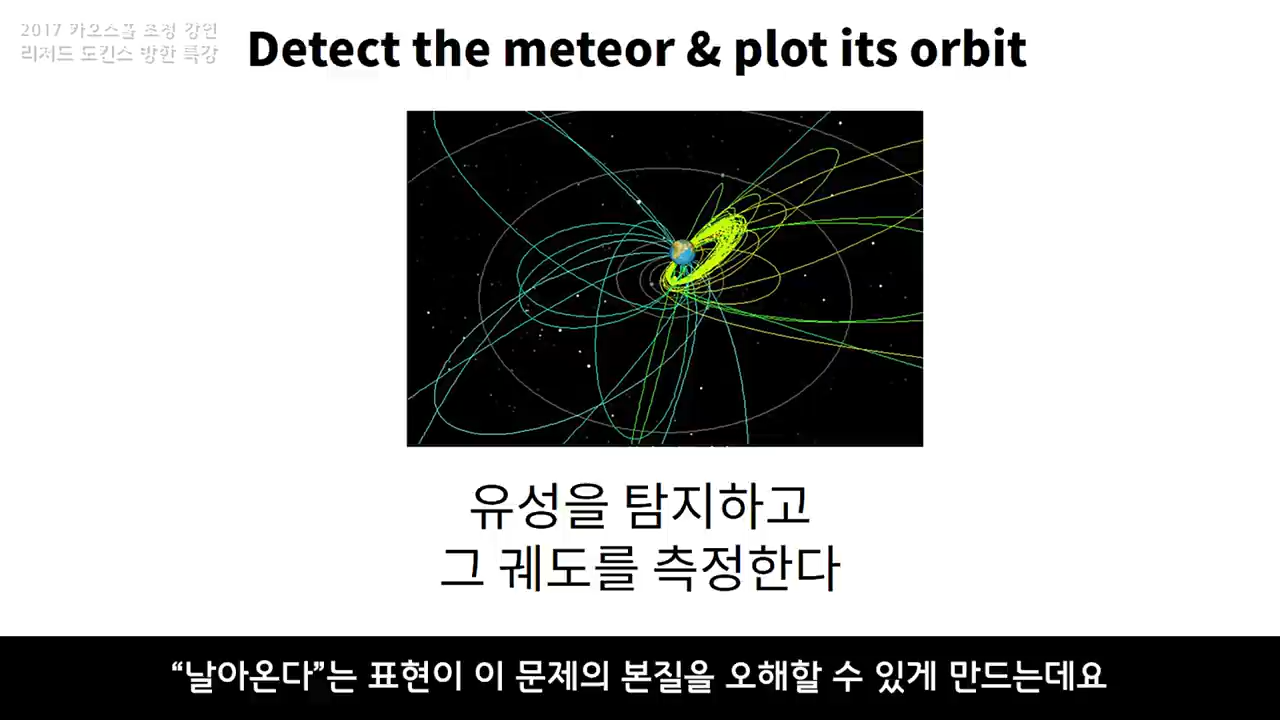 2017 카오스홀 초청 강연
리처드 도킨스 방한 특강
Detect the meteor & plot its orbit
유성을 탐지하고
그 궤도를 측정한다
“날아온다”는 표현이 이 문제의 본질을 오해할 수 있게 만드는데요